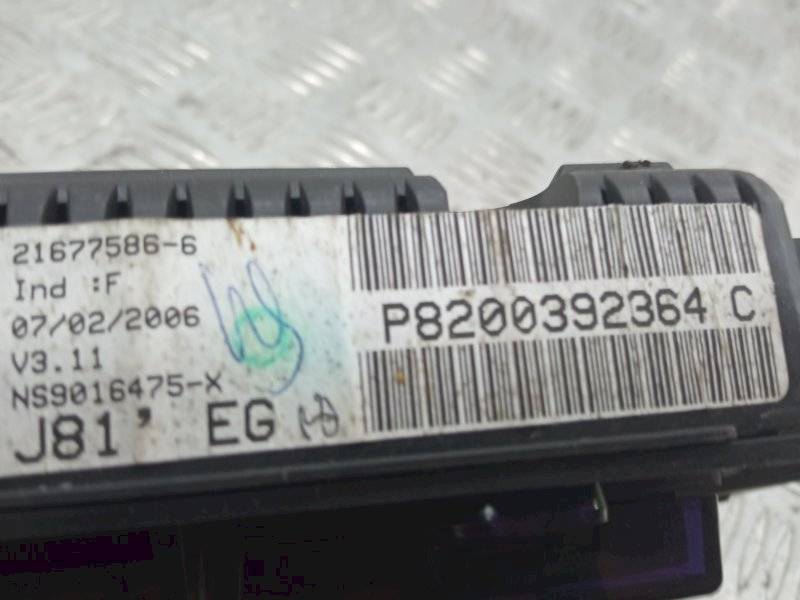 21677586-6
Ind :F
07/02/2006
V3.11
NS9016475-X
J81' EG
P8200392364 C